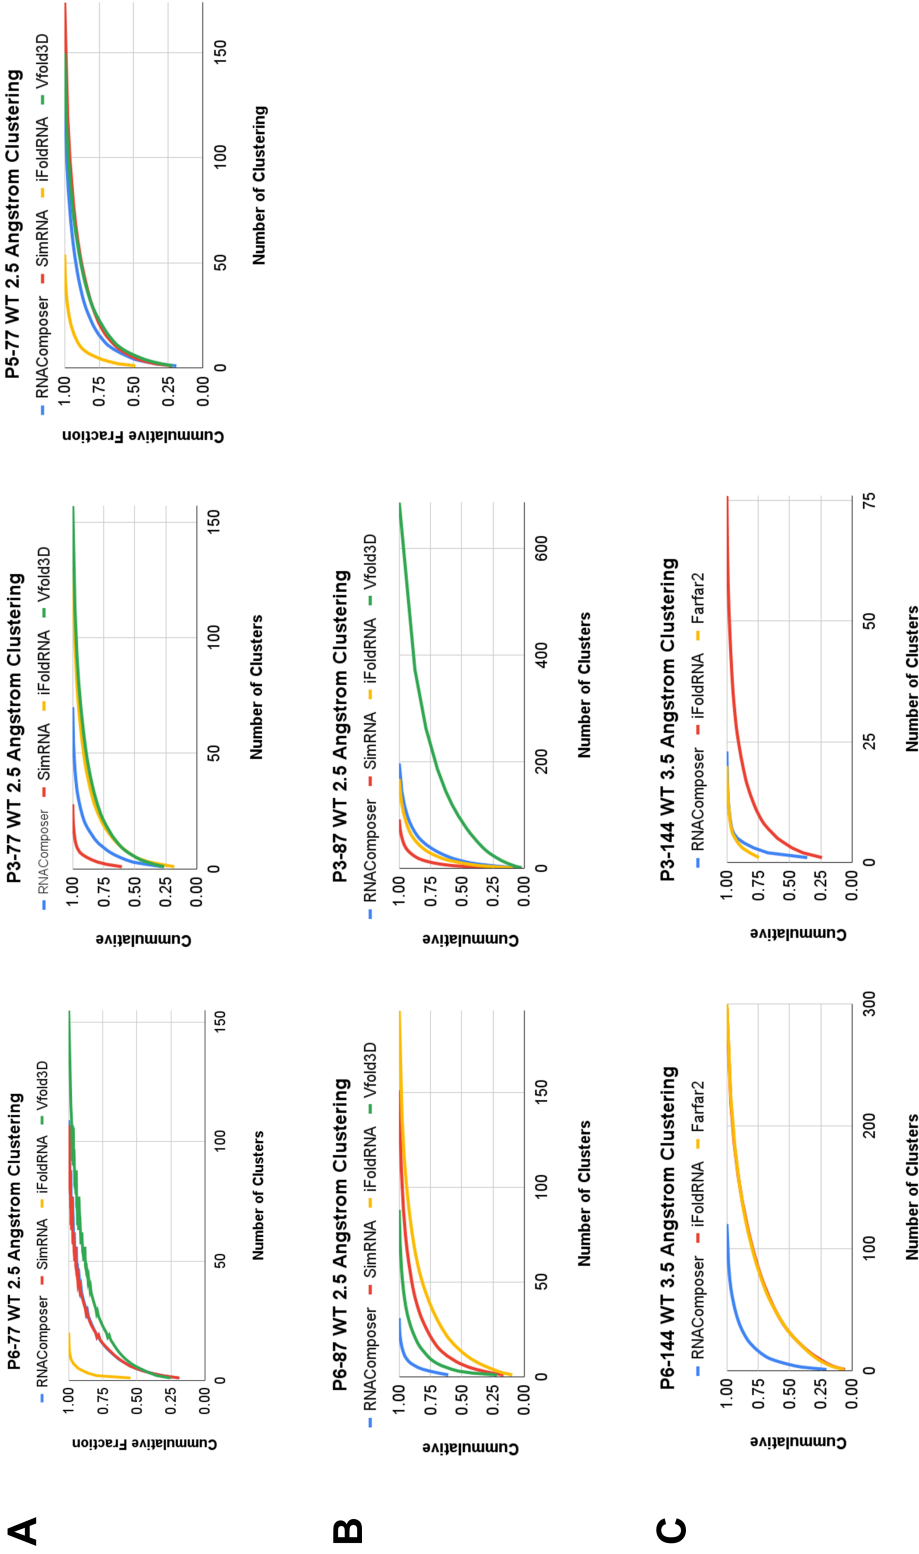 A
P6-77 WT 2.5 Angstrom Clustering
RNAComposer SimRNA iFoldRNA Vfold3D
Cummulative Fraction
1.00
0.75
0.50
0.25
0.00
0 50 100 150
Number of Clusters
P3-77 WT 2.5 Angstrom Clustering
RNAComposer SimRNA iFoldRNA Vfold3D
Cummulative
1.00
0.75
0.50
0.25
0.00
0 50 100 150
Number of Clusters
P5-77 WT 2.5 Angstrom Clustering
RNAComposer SimRNA iFoldRNA Vfold3D
Cummulative Fraction
1.00
0.75
0.50
0.25
0.00
0 50 100 150
Number of Clustering
B
P6-87 WT 2.5 Angstrom Clustering
RNAComposer SimRNA iFoldRNA Vfold3D
Cummulative
1.00
0.75
0.50
0.25
0.00
0 50 100 150
Number of Clusters
P3-87 WT 2.5 Angstrom Clustering
RNAComposer SimRNA iFoldRNA Vfold3D
Cummulative
1.00
0.75
0.50
0.25
0.00
0 200 400 600
Number of Clusters
C
P6-144 WT 3.5 Angstrom Clustering
RNAComposer iFoldRNA Farfar2
Cummulative
1.00
0.75
0.50
0.25
0.00
0 100 200 300
Number of Clusters
P3-144 WT 3.5 Angstrom Clustering
RNAComposer iFoldRNA Farfar2
Cummulative
1.00
0.75
0.50
0.25
0.00
0 25 50 75
Number of Clusters